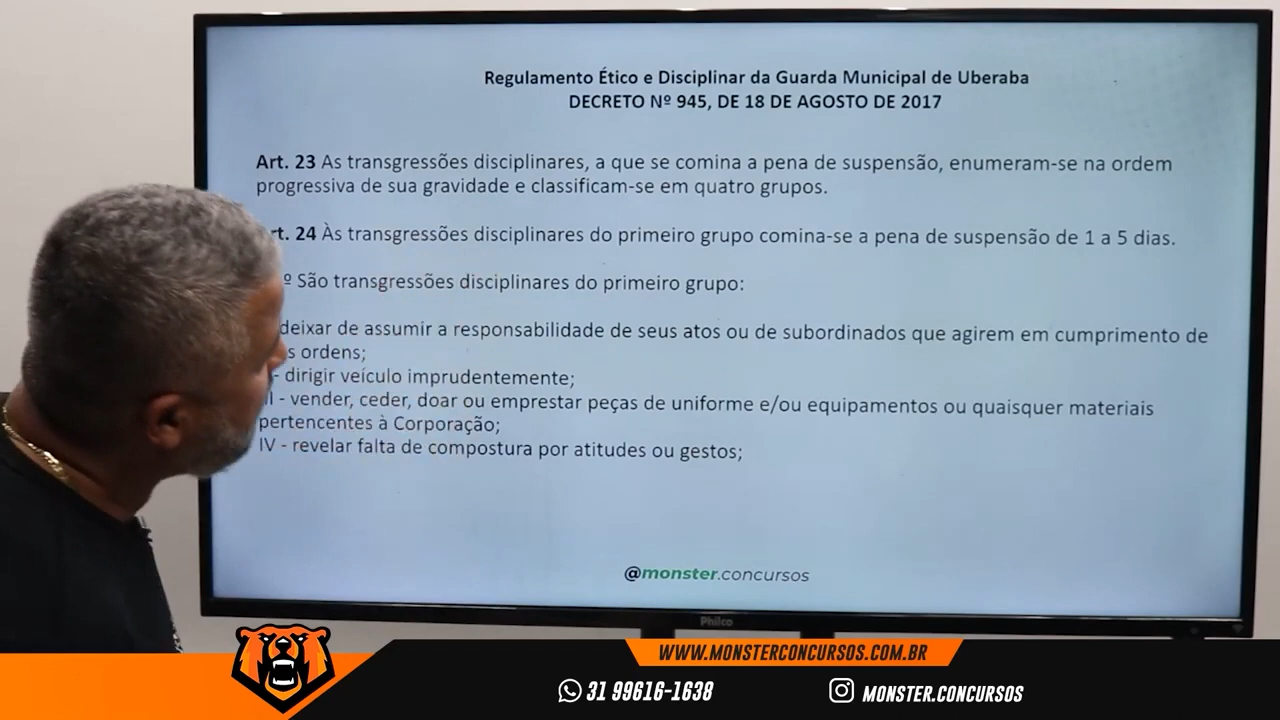 Regulamento Ético e Disciplinar da Guarda Municipal de Uberaba
DECRETO Nº 945, DE 18 DE AGOSTO DE 2017
Art. 23 As transgressões disciplinares, a que se comina a pena de suspensão, enumeram-se na ordem
progressiva de sua gravidade e classificam-se em quatro grupos.
rt. 24 Às transgressões disciplinares do primeiro grupo comina-se a pena de suspensão de 1 a 5 dias.
º São transgressões disciplinares do primeiro grupo:
deixar de assumir a responsabilidade de seus atos ou de subordinados que agirem em cumprimento de
s ordens;
- dirigir veículo imprudentemente;
II - vender, ceder, doar ou emprestar peças de uniforme e/ou equipamentos ou quaisquer materiais
pertencentes à Corporação;
IV - revelar falta de compostura por atitudes ou gestos;
@monster.concursos
Philco
WWW.MONSTERCONCURSOS.COM.BR
31 99616-1638
MONSTER.CONCURSOS